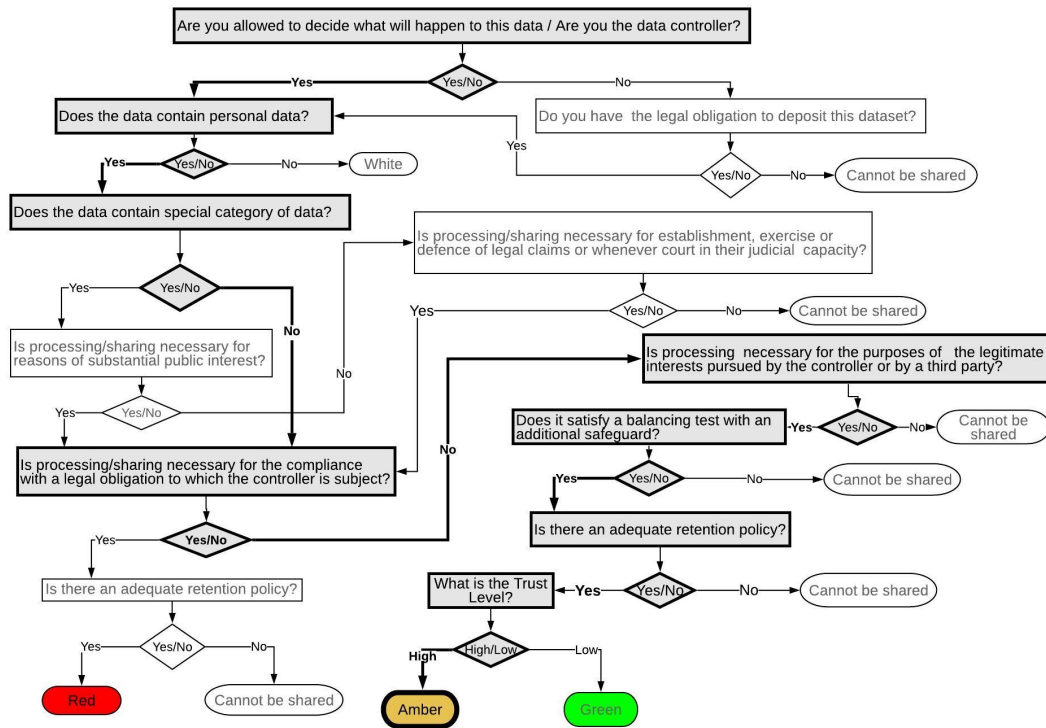 Are you allowed to decide what will happen to this data / Are you the data controller?
Yes
Yes/No
No
Does the data contain personal data?
Do you have the legal obligation to deposit this dataset?
Yes
Yes
Yes/No
No
White
Yes/No
No
Cannot be shared
Does the data contain special category of data?
Is processing/sharing necessary for establishment, exercise or
defence of legal claims or whenever court in their judicial capacity?
Yes
Yes/No
No
Yes
Yes/No
No
Cannot be shared
Is processing/sharing necessary for
reasons of substantial public interest?
No
Is processing necessary for the purposes of the legitimate
interests pursued by the controller or by a third party?
Yes
Yes/No
Does it satisfy a balancing test with an
additional safeguard?
Yes
Yes/No
No
Cannot be
shared
Is processing/sharing necessary for the compliance
with a legal obligation to which the controller is subject?
No
Yes
Yes/No
No
Cannot be shared
Yes
Yes/No
Is there an adequate retention policy?
Is there an adequate retention policy?
What is the Trust
Level?
Yes
Yes/No
No
Cannot be shared
Yes
Yes/No
No
High
High/Low
Low
Red
Cannot be shared
Amber
Green